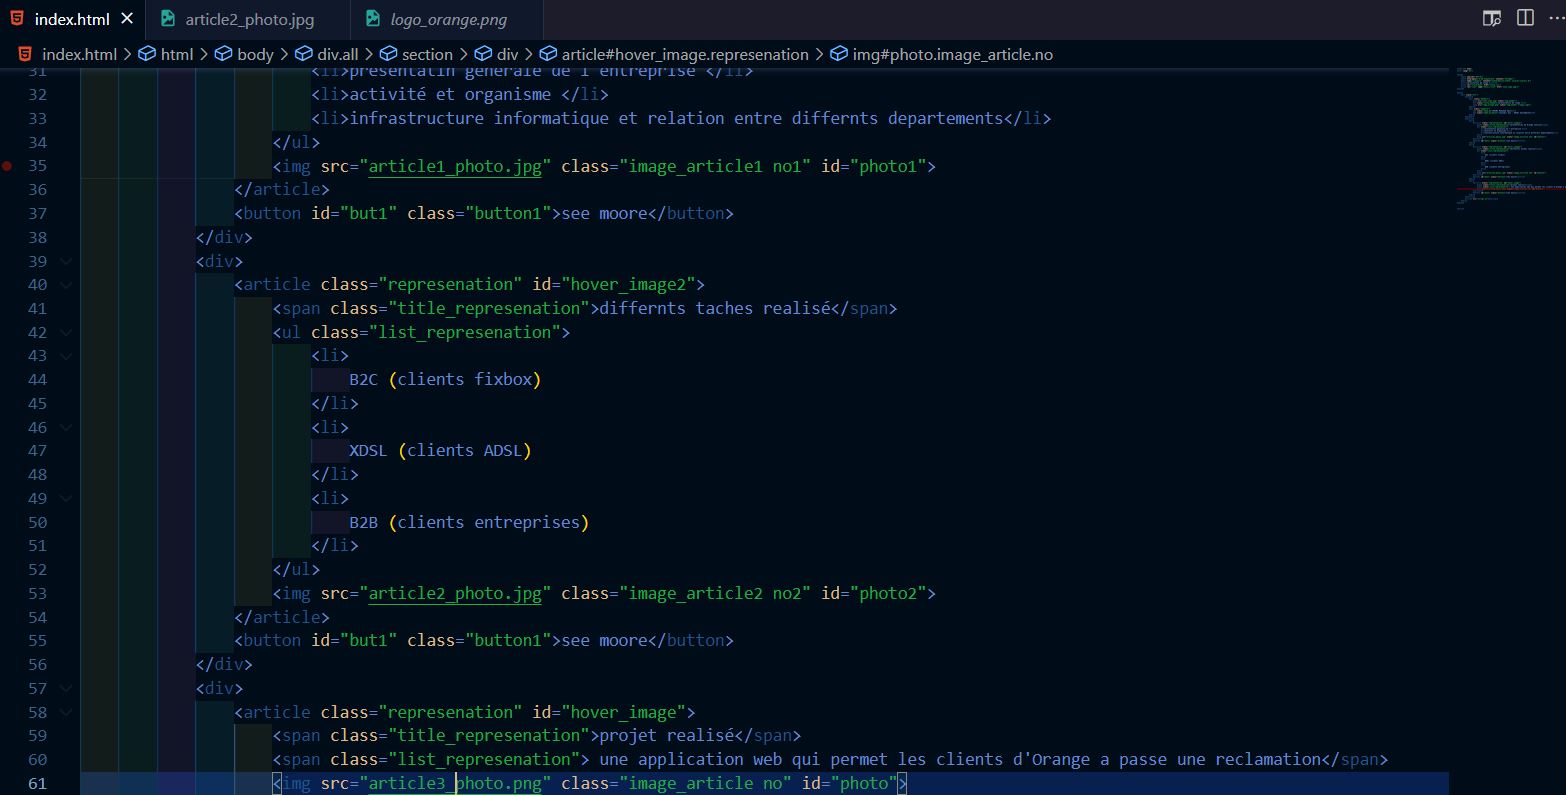 index.html article2_photo.jpg logo_orange.png
index.html > html > body > div.all > section > div > article#hover_image.represenation > img#photo.image_article.no
31 <li>presentatin generale de l'entreprise </li>
32 <li>activité et organisme </li>
33 <li>infrastructure informatique et relation entre differnts departements</li>
34 </ul>
35 <img src="article1_photo.jpg" class="image_article1 no1" id="photo1">
36 </article>
37 <button id="but1" class="button1">see moore</button>
38 </div>
39 <div>
40 <article class="represenation" id="hover_image2">
41 <span class="title_represenation">differnts taches realisé</span>
42 <ul class="list_represenation">
43 <li>
44 B2C (clients fixbox)
45 </li>
46 <li>
47 XDSL (clients ADSL)
48 </li>
49 <li>
50 B2B (clients entreprises)
51 </li>
52 </ul>
53 <img src="article2_photo.jpg" class="image_article2 no2" id="photo2">
54 </article>
55 <button id="but1" class="button1">see moore</button>
56 </div>
57 <div>
58 <article class="represenation" id="hover_image">
59 <span class="title_represenation">projet realisé</span>
60 <span class="list_represenation"> une application web qui permet les clients d'Orange a passe une reclamation</span>
61 <img src="article3_photo.png" class="image_article no" id="photo">